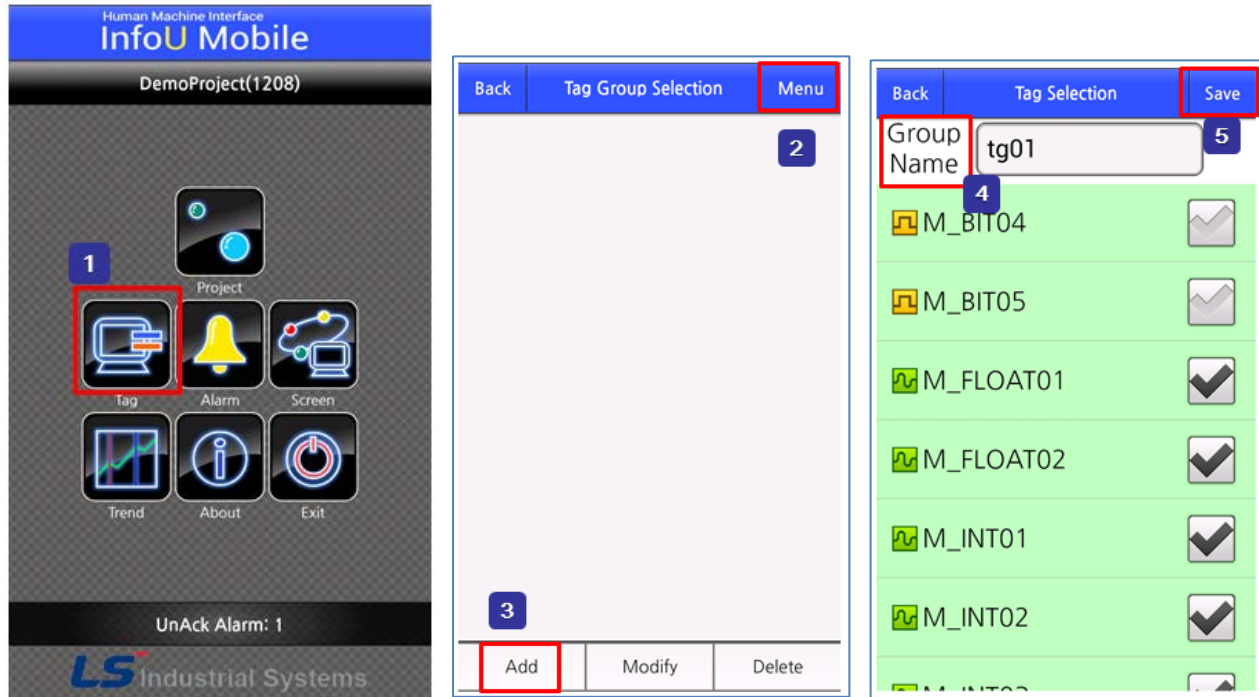 Human Machine Interface
InfoU Mobile
DemoProject(1208)
1
Project
Tag Alarm Screen
Trend About Exit
UnAck Alarm: 1
LS Industrial Systems
Back Tag Group Selection Menu
2
3
Add Modify Delete
Back Tag Selection Save
5
Group
Name
tg01
4
M_BIT04
M_BIT05
M_FLOAT01
M_FLOAT02
M_INT01
M_INT02